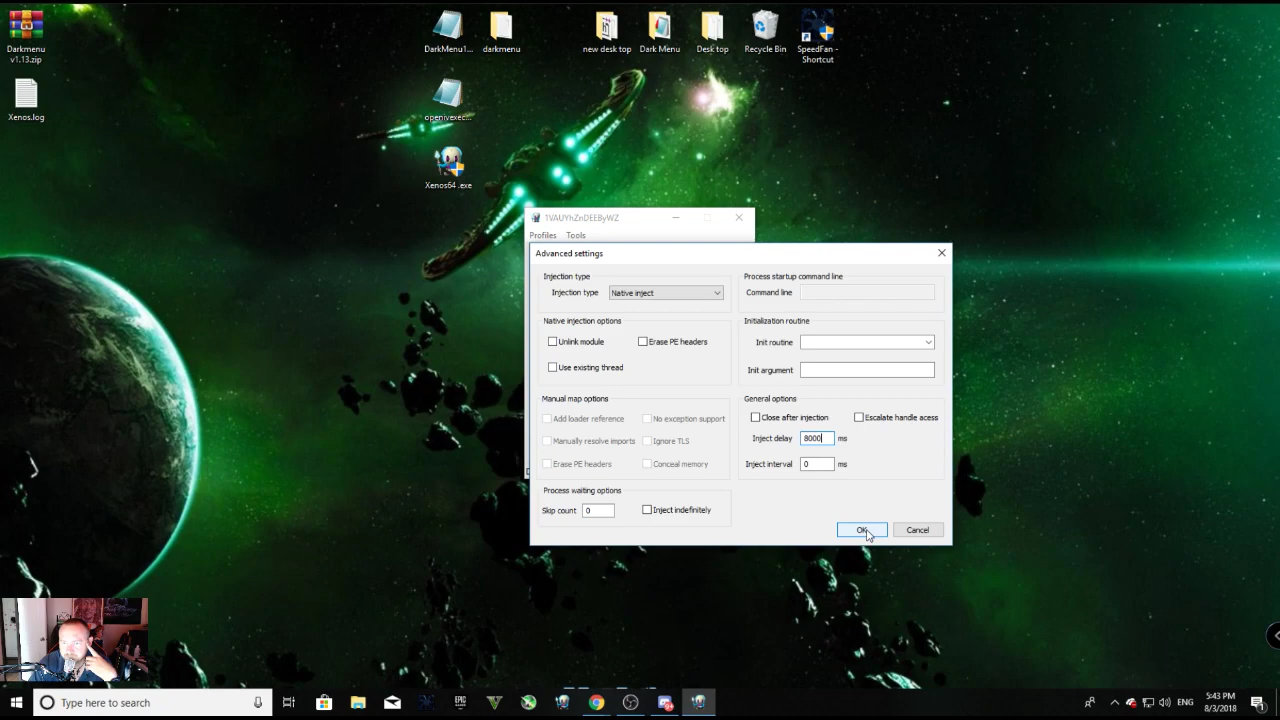 Darkmenu
v1.13.zip
DarkMenu1...
darkmenu
new desk top
Dark Menu
Desk top
Recycle Bin
SpeedFan -
Shortcut
Xenos.log
openivexec...
Xenos64 .exe
1VAUYhZnDEEByWZ
Profiles Tools
Advanced settings
Injection type
Injection type Native inject
Native injection options
Unlink module Erase PE headers
Use existing thread
Manual map options
Add loader reference No exception support
Manually resolve imports Ignore TLS
Erase PE headers Conceal memory
Process waiting options
Skip count 0 Inject indefinitely
Process startup command line
Command line
Initialization routine
Init routine
Init argument
General options
Close after injection Escalate handle acess
Inject delay 8000 ms
Inject interval 0 ms
OK Cancel
Type here to search
EPIC
GAMES
ENG
5:43 PM
8/3/2018